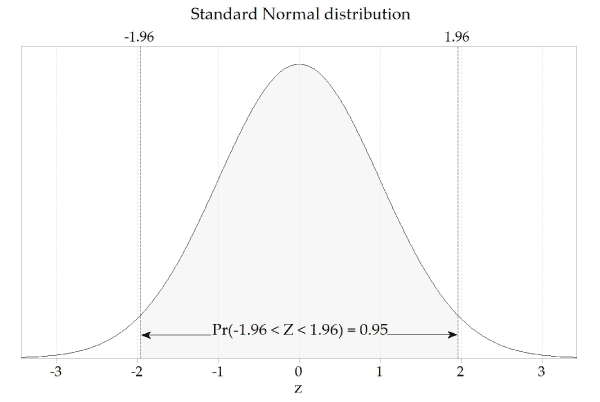 Standard Normal distribution
-1.96 1.96
Pr(-1.96 < Z < 1.96) = 0.95
-3 -2 -1 0 1 2 3
z